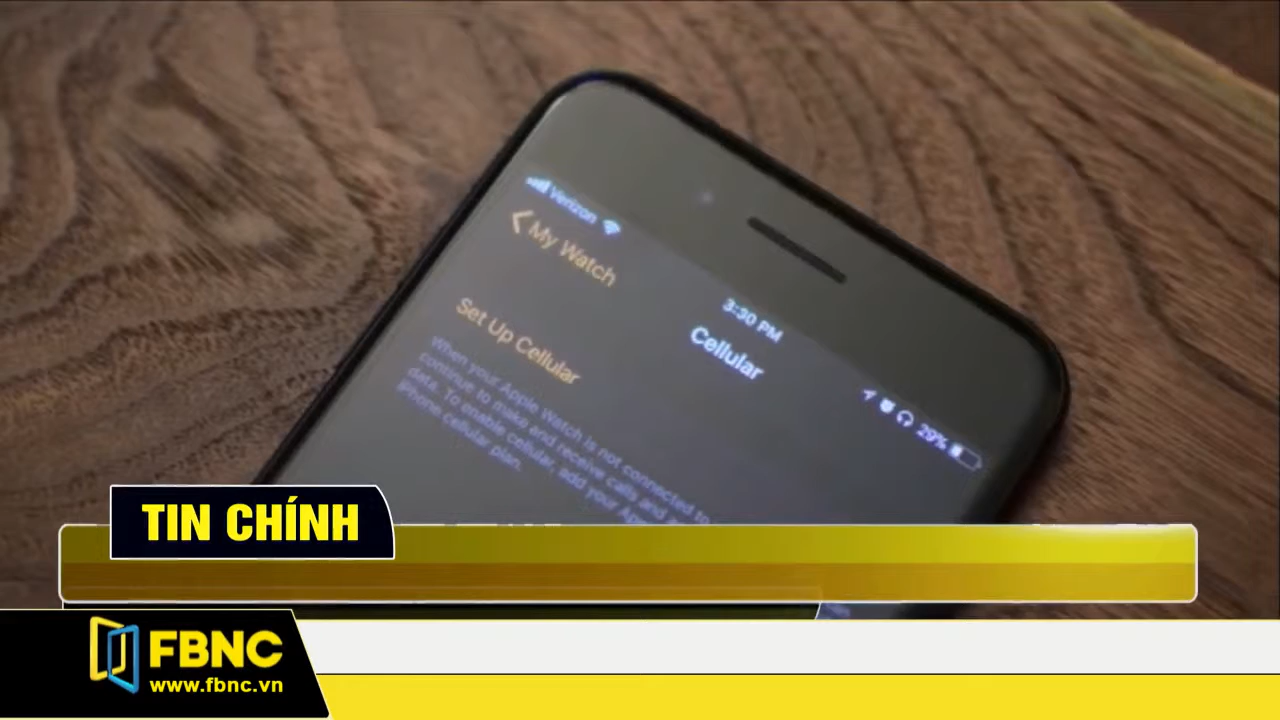 Verizon
My Watch
3:30 PM
Cellular
29%
Set Up Cellular
When your Apple Watch is not connected to
continue to make and receive calls and
data. To enable cellular, add your
iPhone cellular plan.
TIN CHÍNH
FBNC
www.fbnc.vn